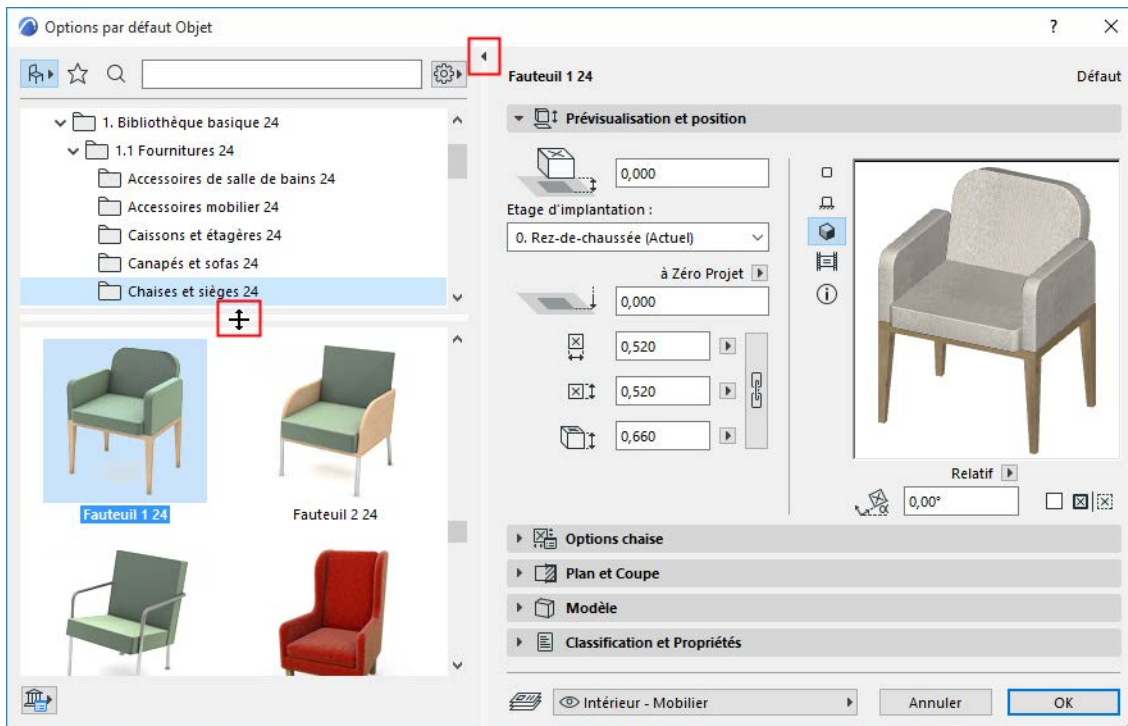 Options par défaut Objet
Fauteuil 1 24
Défaut
1. Bibliothèque basique 24
1.1 Fournitures 24
Accessoires de salle de bains 24
Accessoires mobilier 24
Caissons et étagères 24
Canapés et sofas 24
Chaises et sièges 24
Fauteuil 1 24
Fauteuil 2 24
Prévisualisation et position
0,000
Etage d'implantation :
0. Rez-de-chaussée (Actuel)
à Zéro Projet
0,000
0,520
0,520
0,660
Relatif
0,00°
Options chaise
Plan et Coupe
Modèle
Classification et Propriétés
Intérieur - Mobilier
Annuler
OK